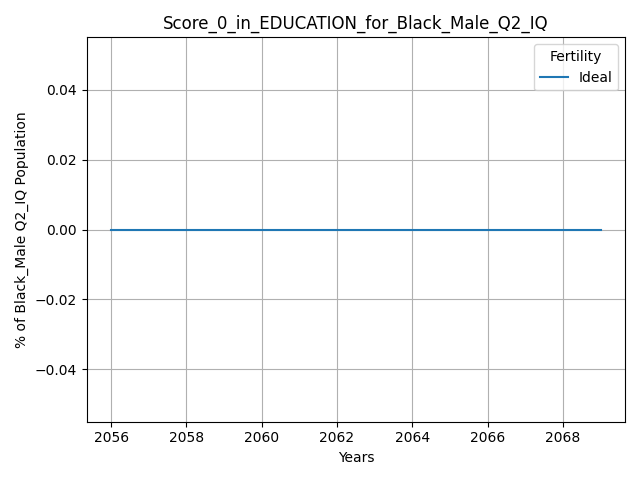 Score_0_in_EDUCATION_for_Black_Male_Q2_IQ
Fertility
Ideal
% of Black_Male Q2_IQ Population
0.04
0.02
0.00
−0.02
−0.04
2056 2058 2060 2062 2064 2066 2068
Years